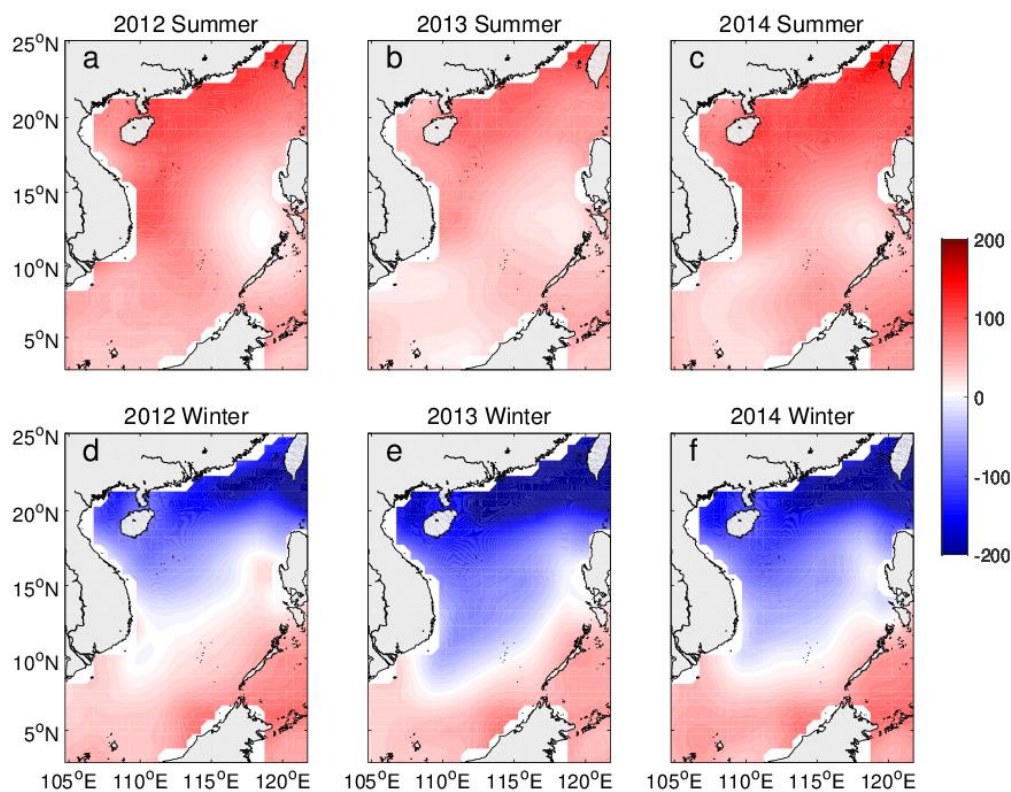 2012 Summer
2013 Summer
2014 Summer
a
b
c
25°N
20°N
15°N
10°N
5°N
2012 Winter
2013 Winter
2014 Winter
d
e
f
25°N
20°N
15°N
10°N
5°N
105°E 110°E 115°E 120°E
105°E 110°E 115°E 120°E
105°E 110°E 115°E 120°E
200
100
0
-100
-200